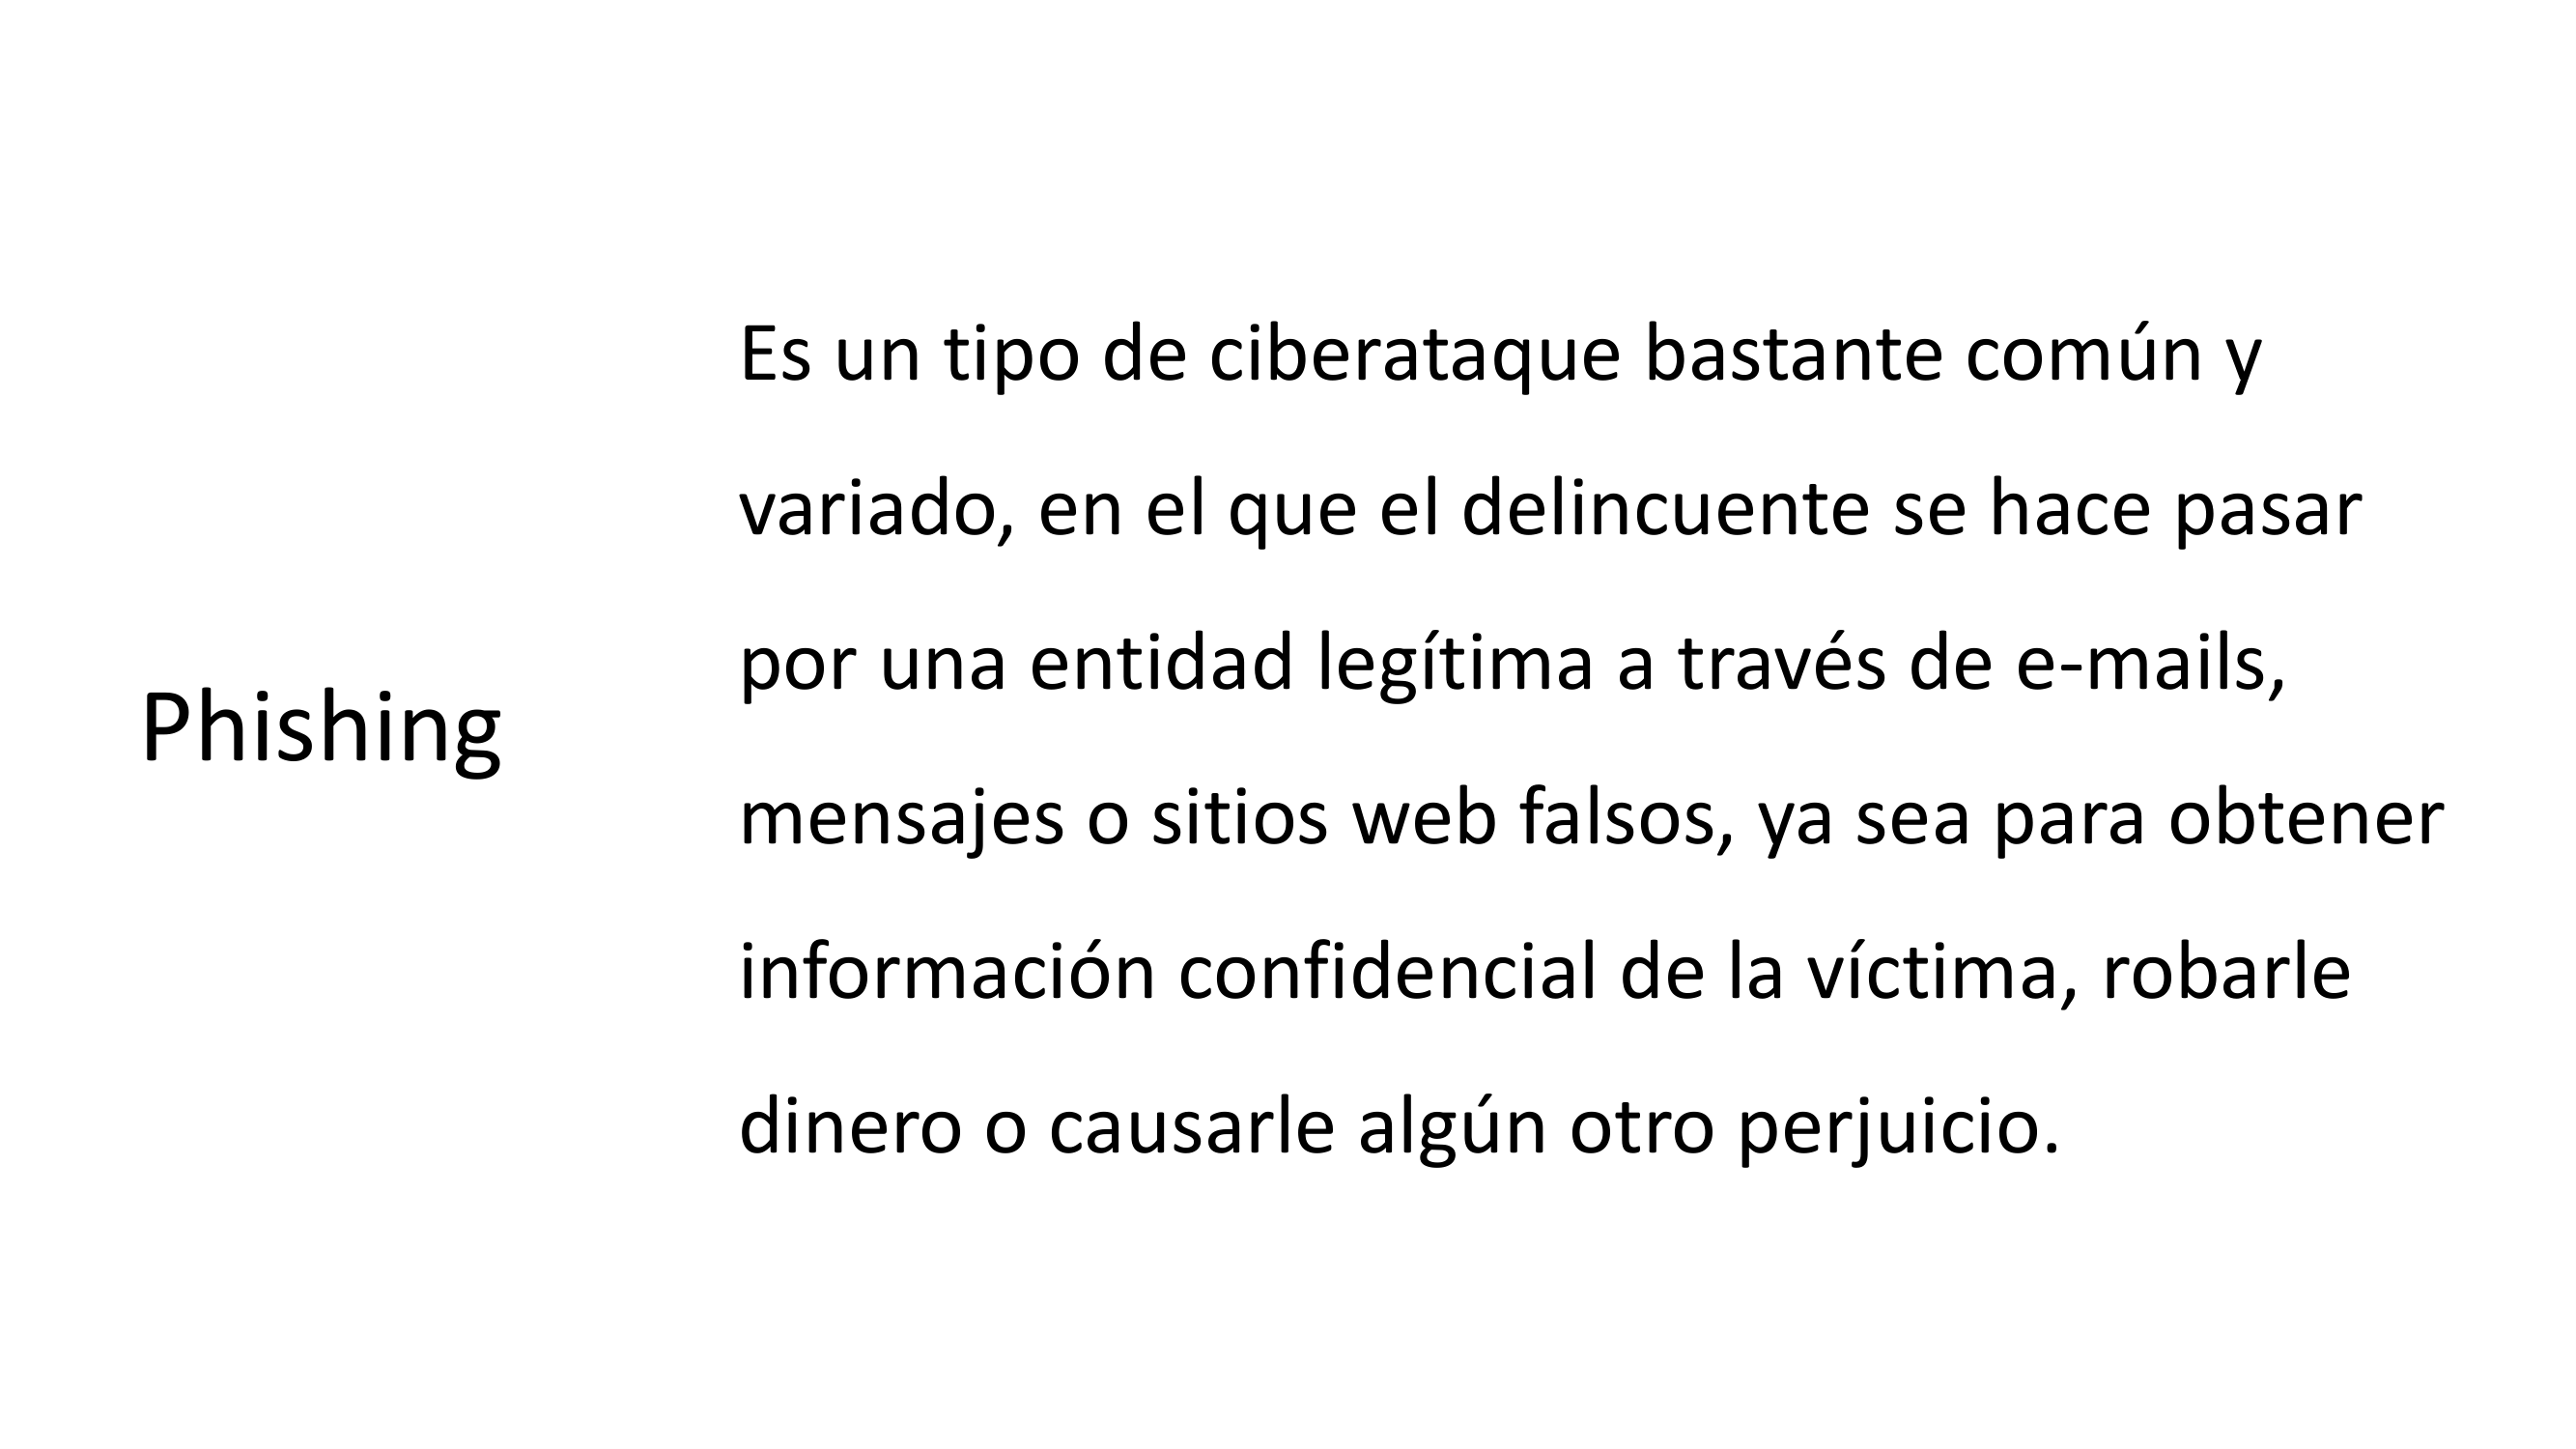 Phishing
Es un tipo de ciberataque bastante común y
variado, en el que el delincuente se hace pasar
por una entidad legítima a través de e-mails,
mensajes o sitios web falsos, ya sea para obtener
información confidencial de la víctima, robarle
dinero o causarle algún otro perjuicio.